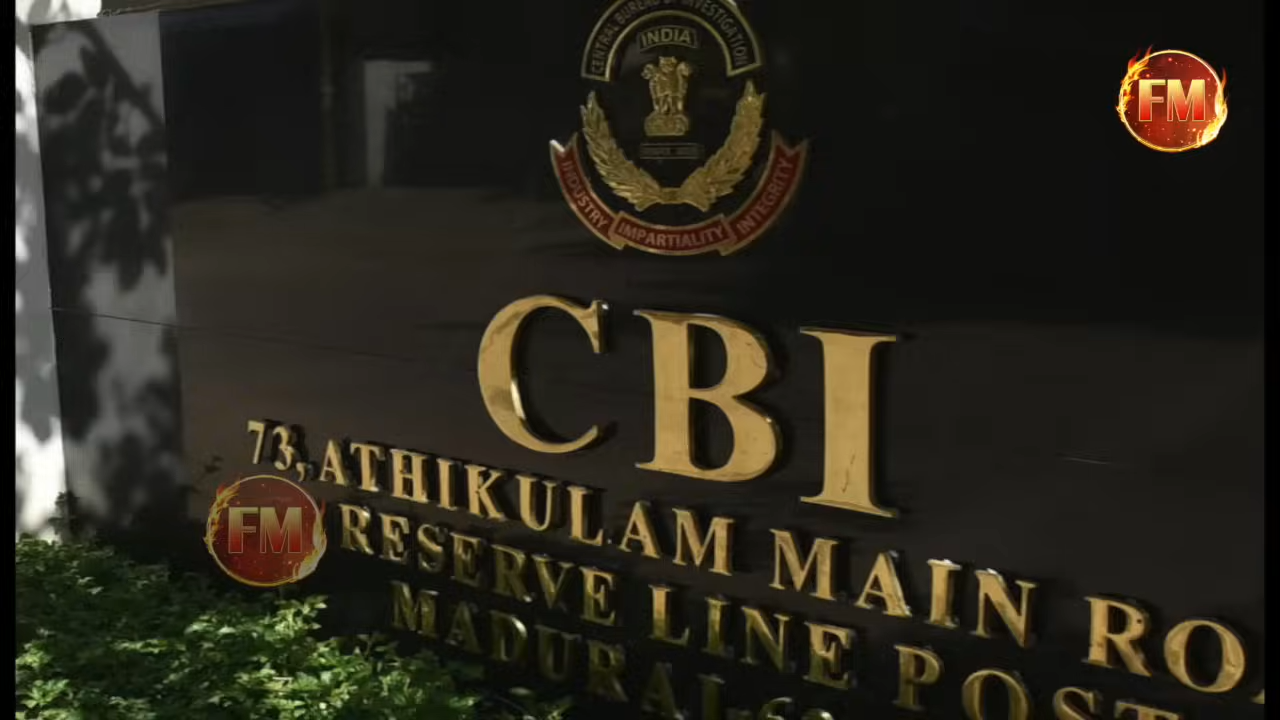 CENTRAL BUREAU OF INVESTIGATION
INDIA
FM
INDUSTRY IMPARTIALITY INTEGRITY
CBI
73, ATHIKULAM MAIN RO
FM
RESERVE LINE POST
MADURAI